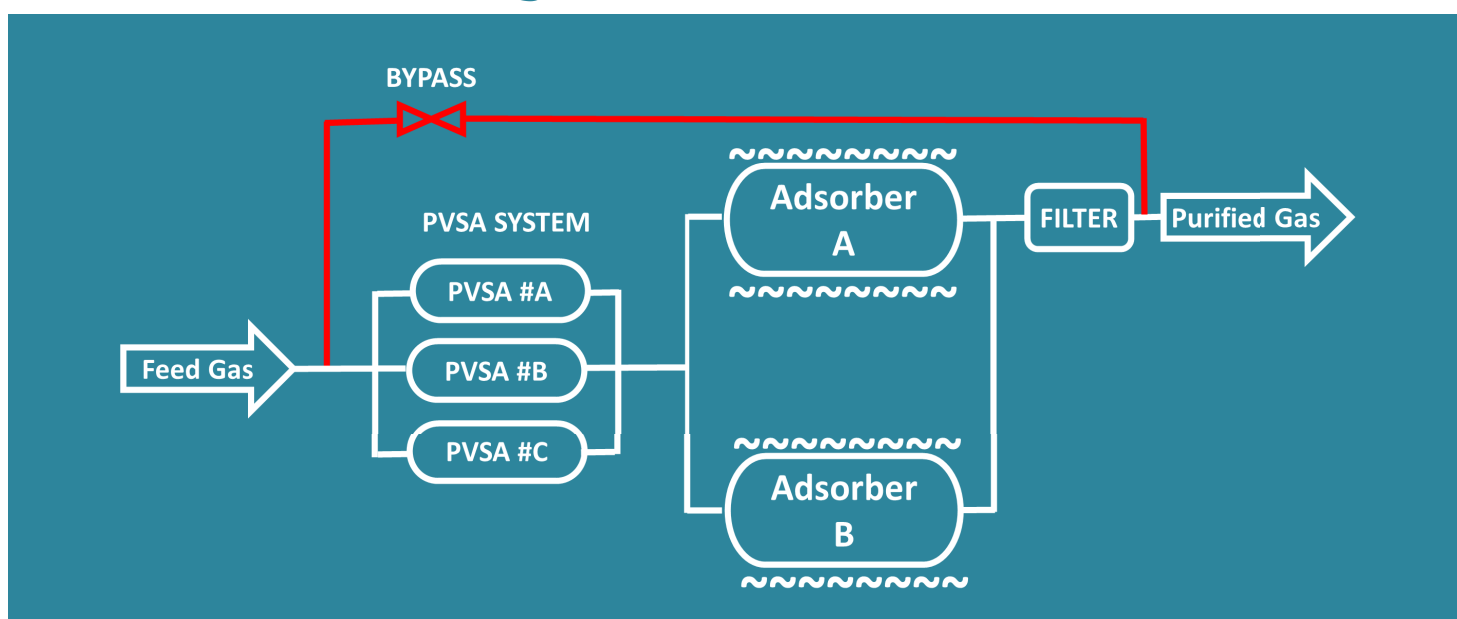 BYPASS
PVSA SYSTEM
PVSA #A
PVSA #B
PVSA #C
Feed Gas
Adsorber
A
Adsorber
B
FILTER
Purified Gas